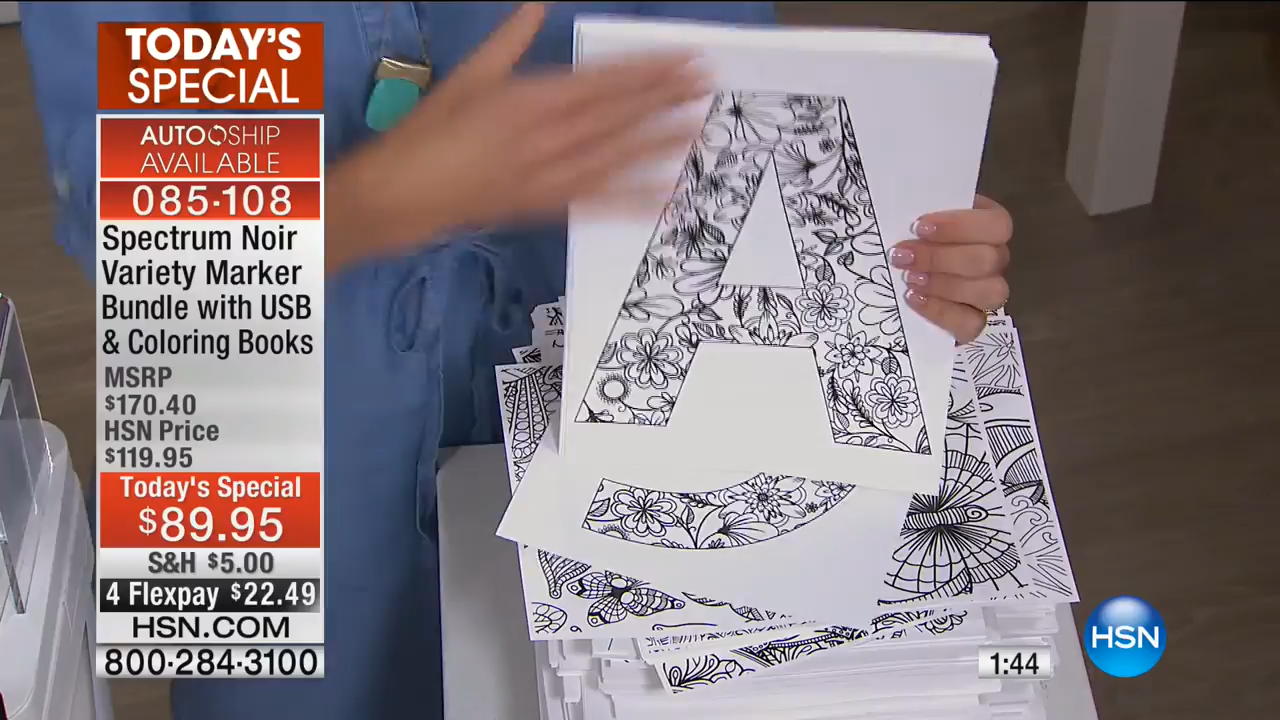 TODAY'S
SPECIAL
AUTOSHIP
AVAILABLE
085-108
Spectrum Noir
Variety Marker
Bundle with USB
& Coloring Books
MSRP
$170.40
HSN Price
$119.95
Today's Special
$89.95
S&H $5.00
4 Flexpay $22.49
HSN.COM
800·284·3100
A
HSN
1:44